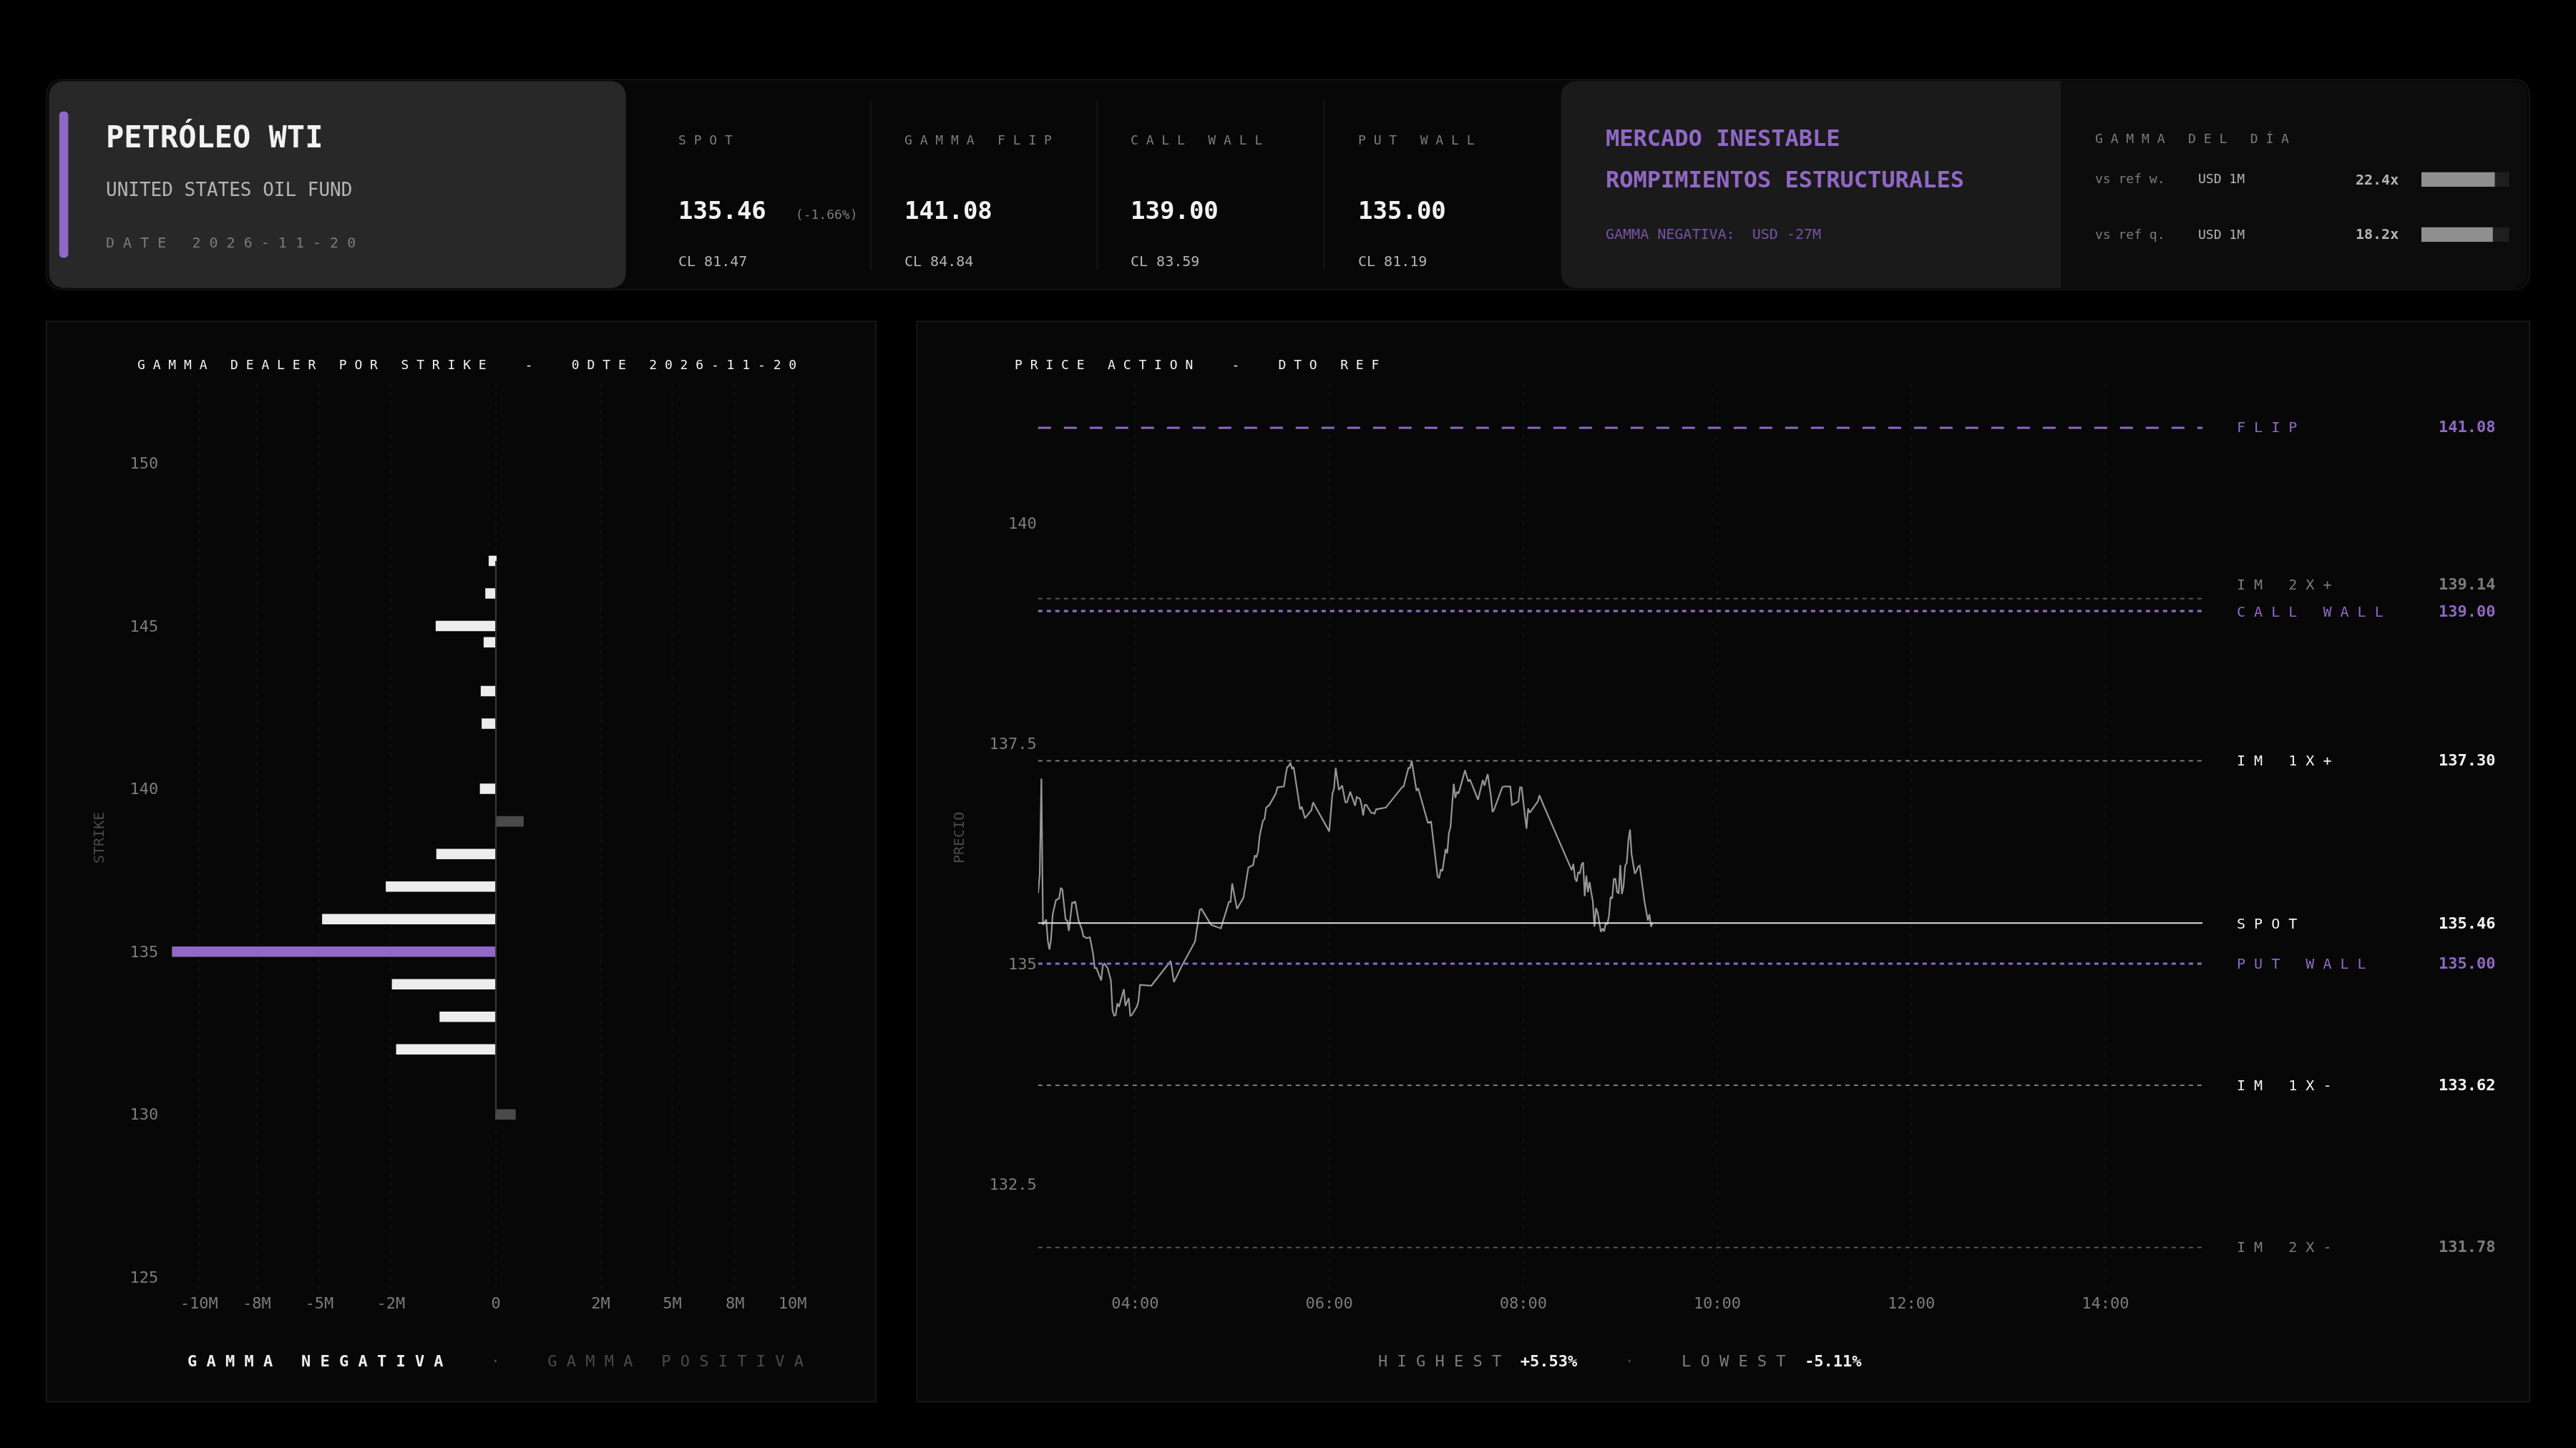 PETRÓLEO WTI
UNITED STATES OIL FUND
DATE 2026-11-20
SPOT
135.46 (-1.66%)
CL 81.47
GAMMA FLIP
141.08
CL 84.84
CALL WALL
139.00
CL 83.59
PUT WALL
135.00
CL 81.19
MERCADO INESTABLE
ROMPIMIENTOS ESTRUCTURALES
GAMMA NEGATIVA: USD -27M
GAMMA DEL DÍA
vs ref w. USD 1M 22.4x
vs ref q. USD 1M 18.2x
GAMMA DEALER POR STRIKE - 0DTE 2026-11-20
STRIKE
150
145
140
135
130
125
-10M -8M -5M -2M 0 2M 5M 8M 10M
GAMMA NEGATIVA · GAMMA POSITIVA
PRICE ACTION - DTO REF
PRECIO
140
137.5
135
132.5
FLIP 141.08
IM 2X+ 139.14
CALL WALL 139.00
IM 1X+ 137.30
SPOT 135.46
PUT WALL 135.00
IM 1X- 133.62
IM 2X- 131.78
04:00 06:00 08:00 10:00 12:00 14:00
HIGHEST +5.53% · LOWEST -5.11%